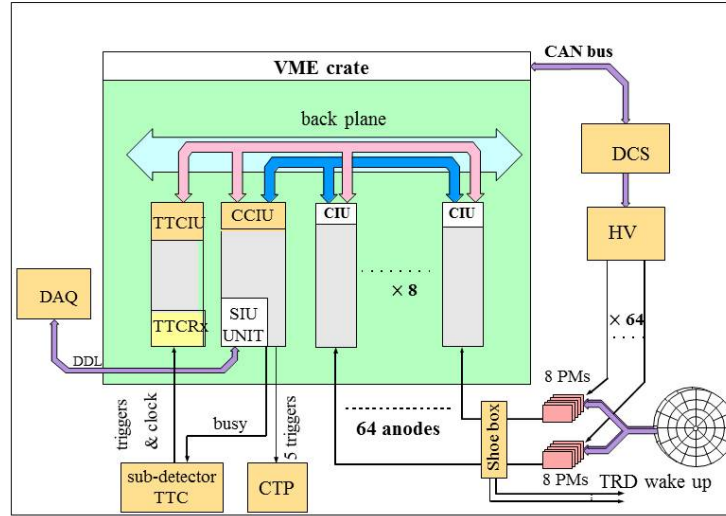 CAN bus
VME crate
back plane
DCS
TTCIU
CCIU
CIU
CIU
HV
× 8
DAQ
TTCRx
SIU
UNIT
× 64
DDL
8 PMs
triggers
& clock
busy
5 triggers
64 anodes
Shoe box
sub-detector
TTC
CTP
8 PMs
TRD wake up